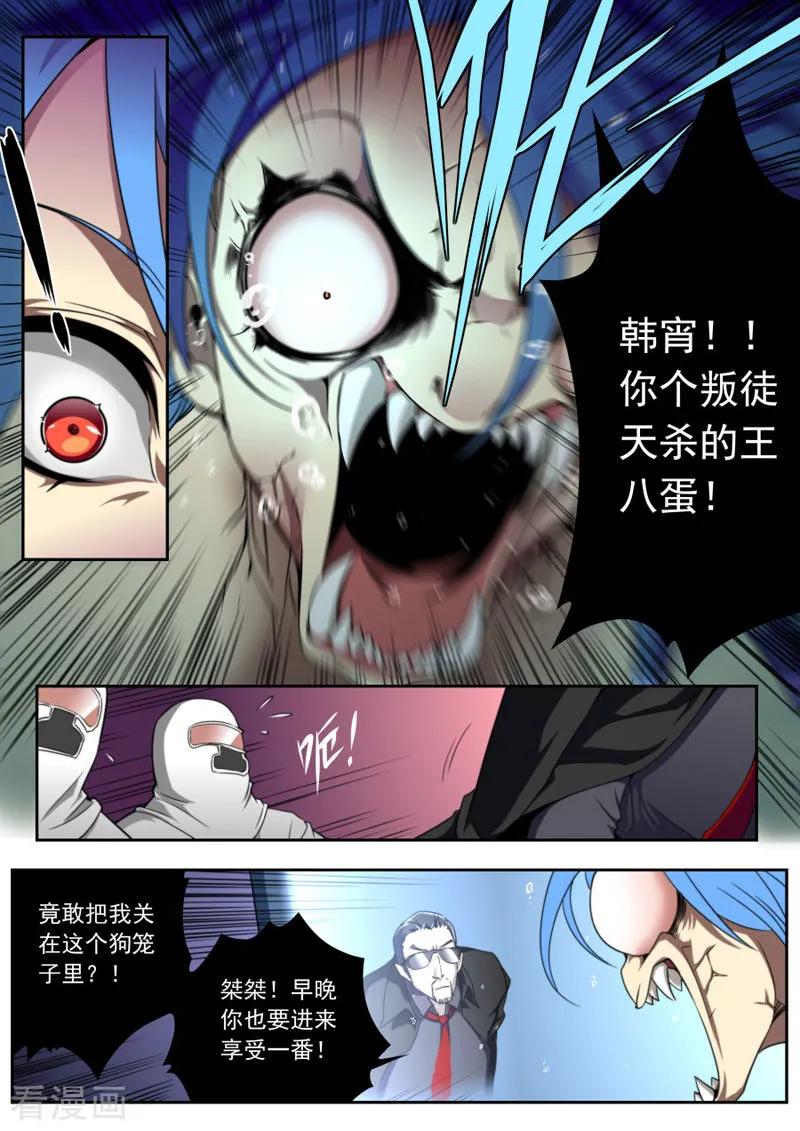 韩宵！！
你个叛徒
天杀的王
八蛋！
呃！
竟敢把我关
在这个狗笼
子里？！
桀桀！早晚
你也要进来
享受一番！
看漫画